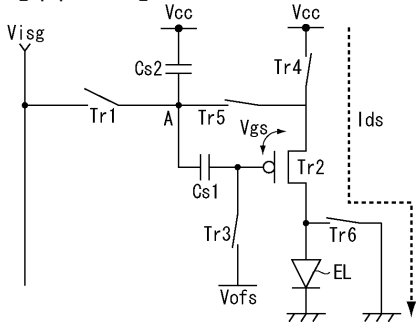 Vcc
Vcc
Visg
Cs2
Tr4
Tr1
A
Tr5
Ids
Vgs
Cs1
Tr2
Tr3
Tr6
EL
Vofs